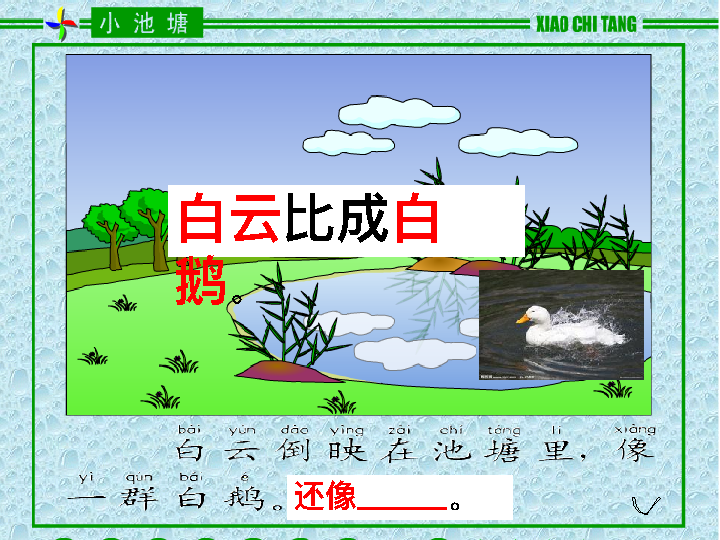 小池塘
XIAO CHI TANG
白云比成白
鹅。
bái yún dào yìng zài chí táng lǐ xiàng
白云倒映在池塘里，像
yì qún bái é
一群白鹅。还像______。